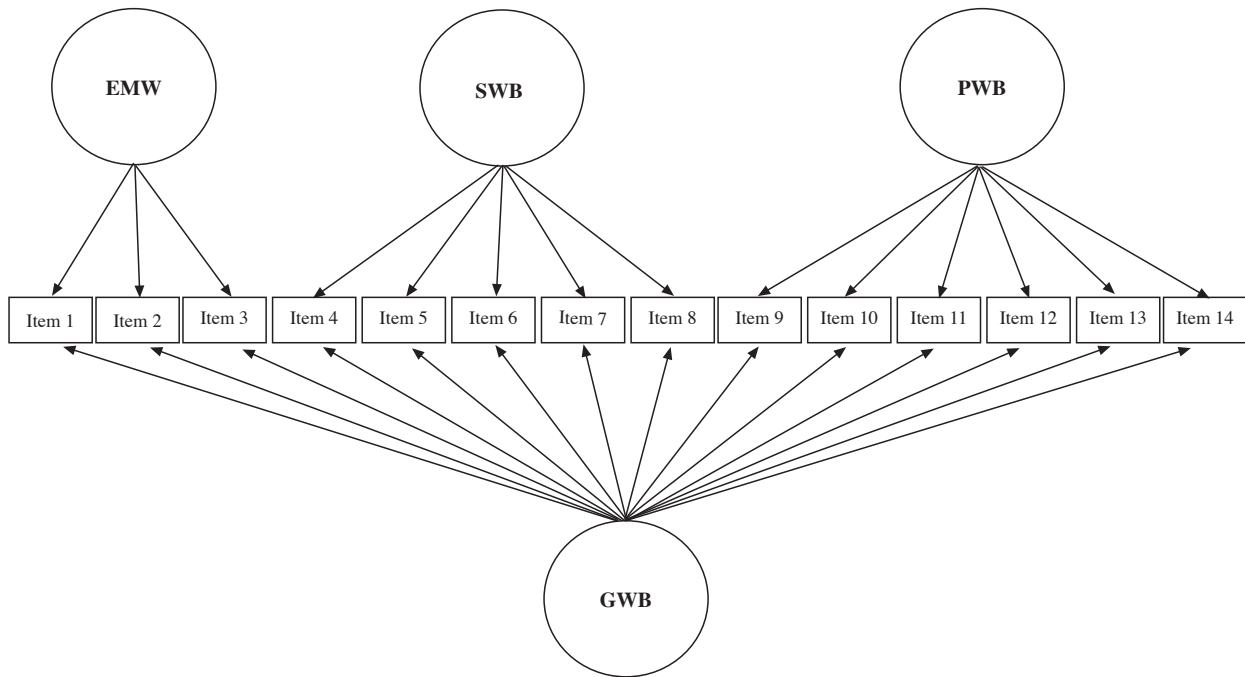 EMW
SWB
PWB
Item 1
Item 2
Item 3
Item 4
Item 5
Item 6
Item 7
Item 8
Item 9
Item 10
Item 11
Item 12
Item 13
Item 14
GWB